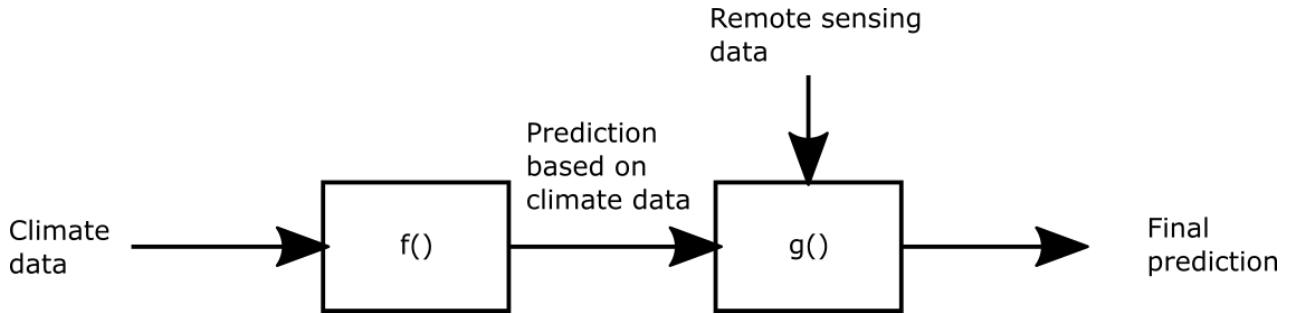 Remote sensing
data
Prediction
based on
climate data
Climate
data
f()
g()
Final
prediction